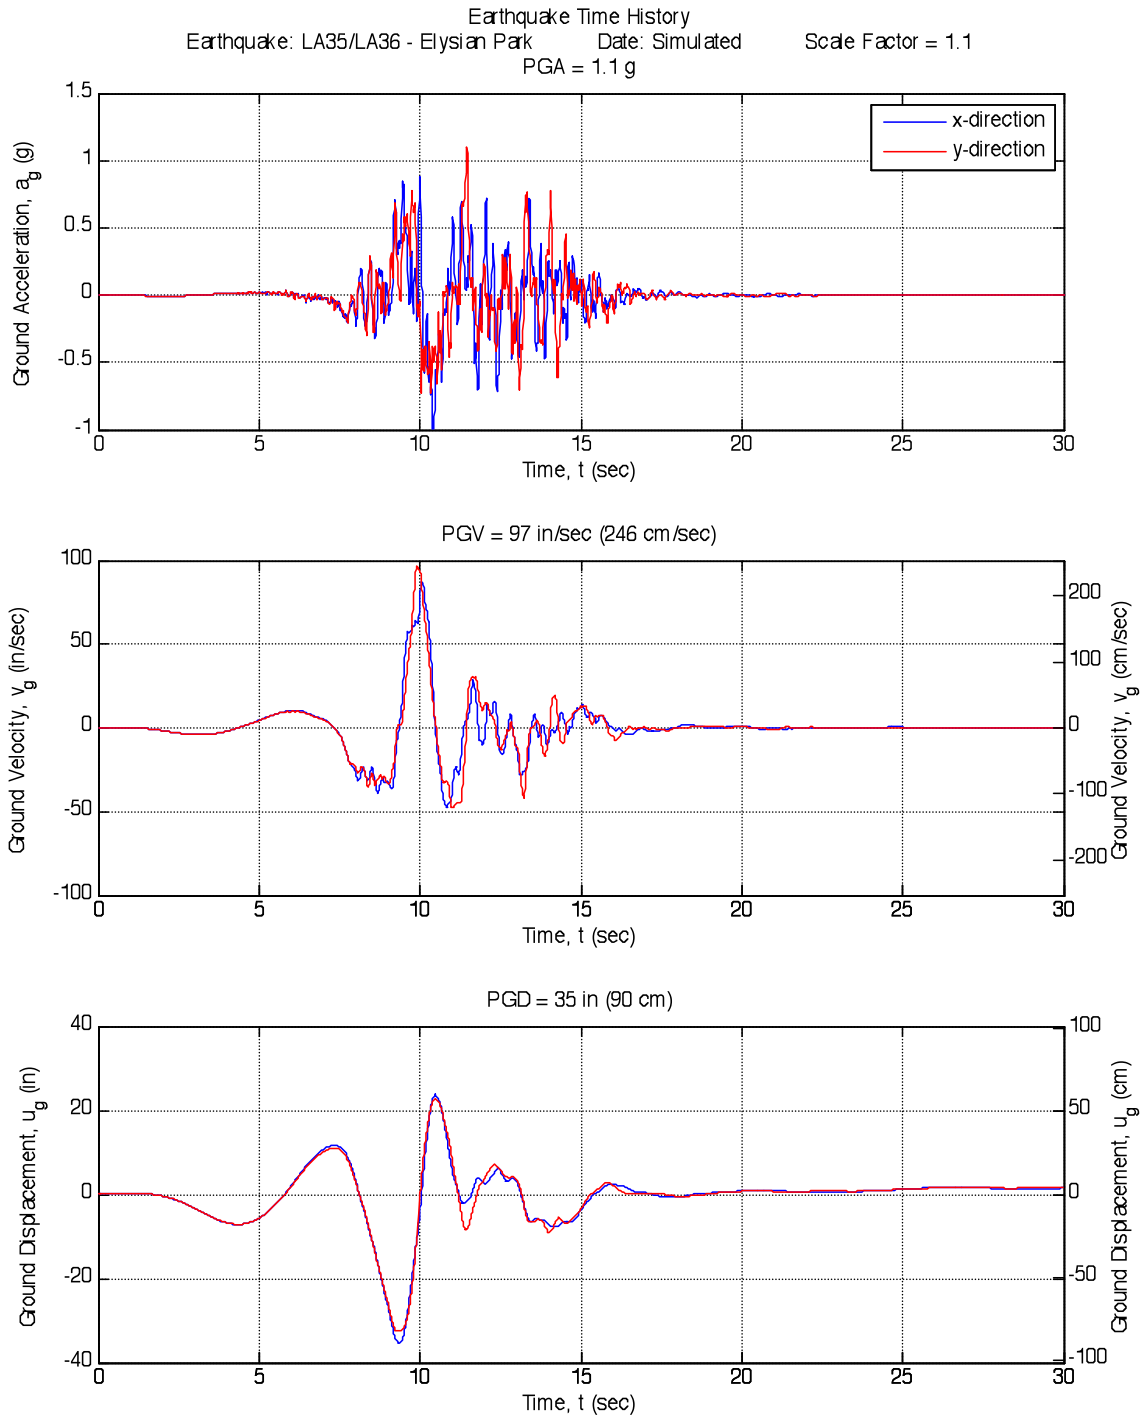 Earthquake Time History
Earthquake: LA35/LA36 - Elysian Park Date: Simulated Scale Factor = 1.1
PGA = 1.1 g
1.5
1
0.5
0
-0.5
-1
Ground Acceleration, a_g (g)
x-direction
y-direction
0 5 10 15 20 25 30
Time, t (sec)
PGV = 97 in/sec (246 cm/sec)
100
50
0
-50
-100
Ground Velocity, v_g (in/sec)
200
100
0
-100
-200
Ground Velocity, v_g (cm/sec)
0 5 10 15 20 25 30
Time, t (sec)
PGD = 35 in (90 cm)
40
20
0
-20
-40
Ground Displacement, u_g (in)
100
50
0
-50
-100
Ground Displacement, u_g (cm)
0 5 10 15 20 25 30
Time, t (sec)